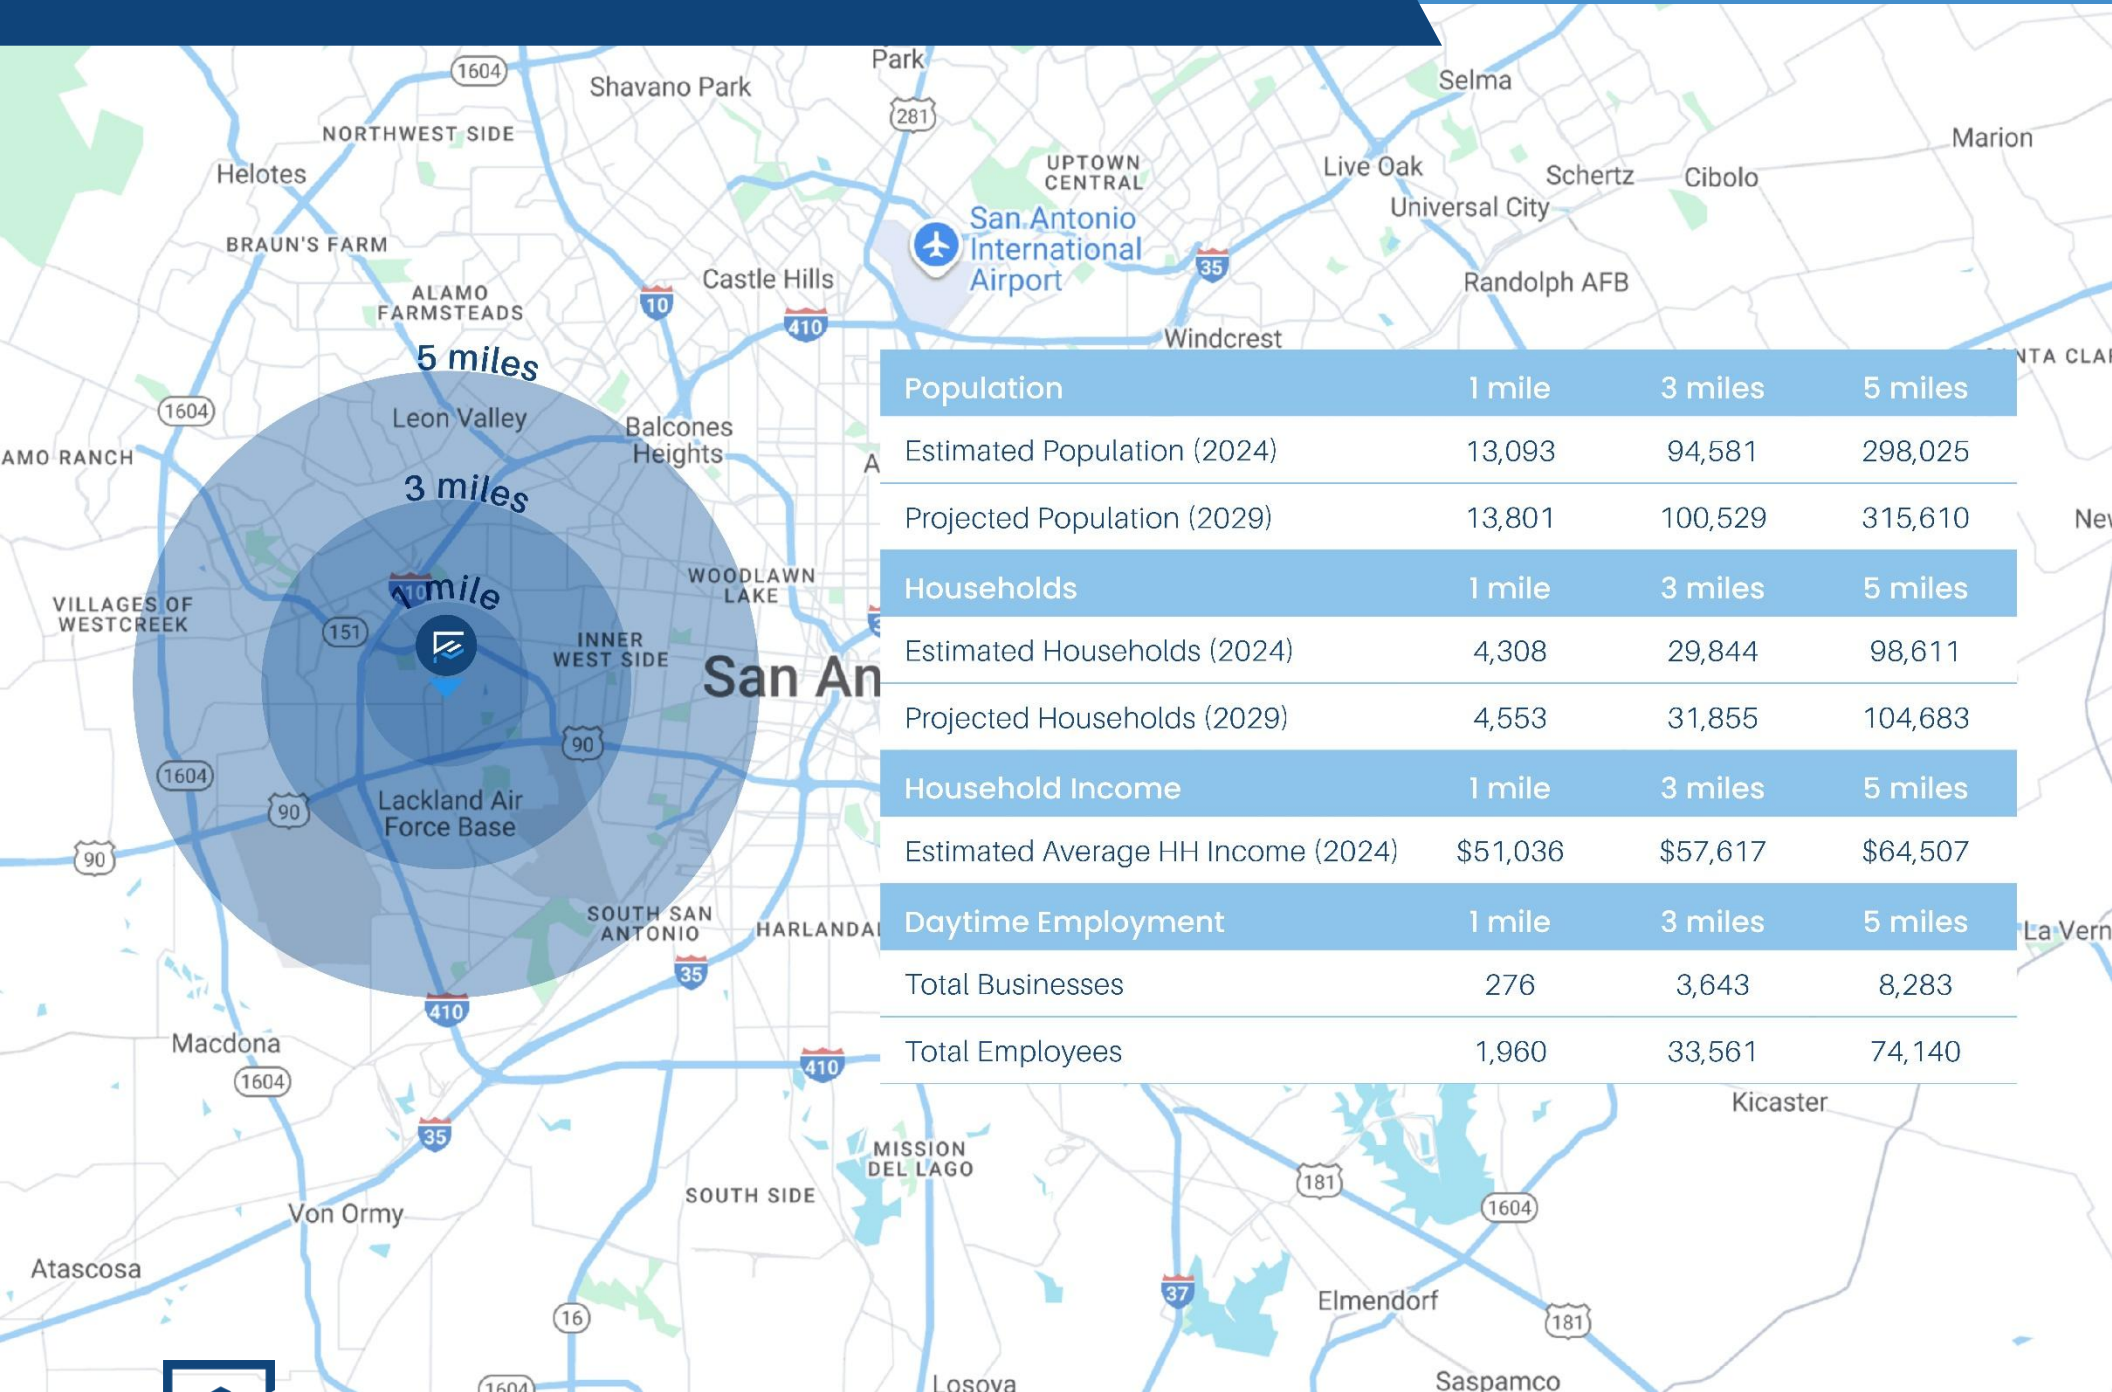 Park
1604
Shavano Park
Selma
281
NORTHWEST SIDE
Marion
UPTOWN
CENTRAL
Live Oak
Helotes
Schertz
Cibolo
Universal City
San Antonio
International
Airport
BRAUN'S FARM
35
Castle Hills
Randolph AFB
ALAMO
FARMSTEADS
10
410
Windcrest
5 miles
NTA CLAR
1604
Leon Valley
Balcones
Heights
AMO RANCH
A
3 miles
New
WOODLAWN
LAKE
1 mile
VILLAGES OF
WESTCREEK
151
INNER
WEST SIDE
San An
90
1604
90
Lackland Air
Force Base
90
SOUTH SAN
ANTONIO
HARLANDA
La Vern
35
410
Population 1 mile 3 miles 5 miles
Estimated Population (2024) 13,093 94,581 298,025
Projected Population (2029) 13,801 100,529 315,610
Households 1 mile 3 miles 5 miles
Estimated Households (2024) 4,308 29,844 98,611
Projected Households (2029) 4,553 31,855 104,683
Household Income 1 mile 3 miles 5 miles
Estimated Average HH Income (2024) $51,036 $57,617 $64,507
Daytime Employment 1 mile 3 miles 5 miles
Total Businesses 276 3,643 8,283
Total Employees 1,960 33,561 74,140
Macdona
410
1604
Kicaster
35
MISSION
DEL LAGO
181
SOUTH SIDE
1604
Von Ormy
Atascosa
37
Elmendorf
16
181
1604
Losoya
Saspamco